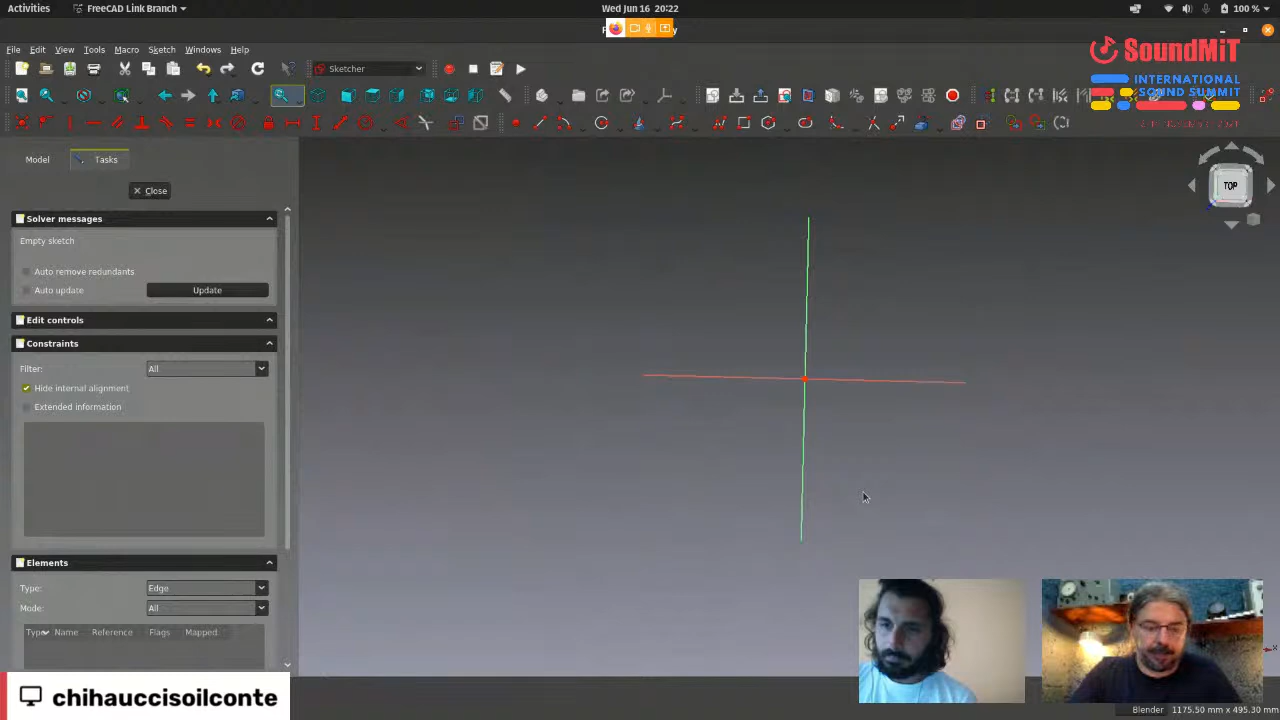 Activities
FreeCAD Link Branch
Wed Jun 16 20:22
100 %
File Edit View Tools Macro Sketch Windows Help
SoundMiT
INTERNATIONAL
SOUND SUMMIT
Sketcher
Model
Tasks
TOP
Close
Solver messages
Empty sketch
Auto remove redundants
Auto update
Update
Edit controls
Constraints
Filter:
All
Hide internal alignment
Extended information
Elements
Type:
Edge
Mode:
All
Type Name Reference Flags Mapped
chihauccisoilconte
Blender
1175.50 mm x 495.30 mm